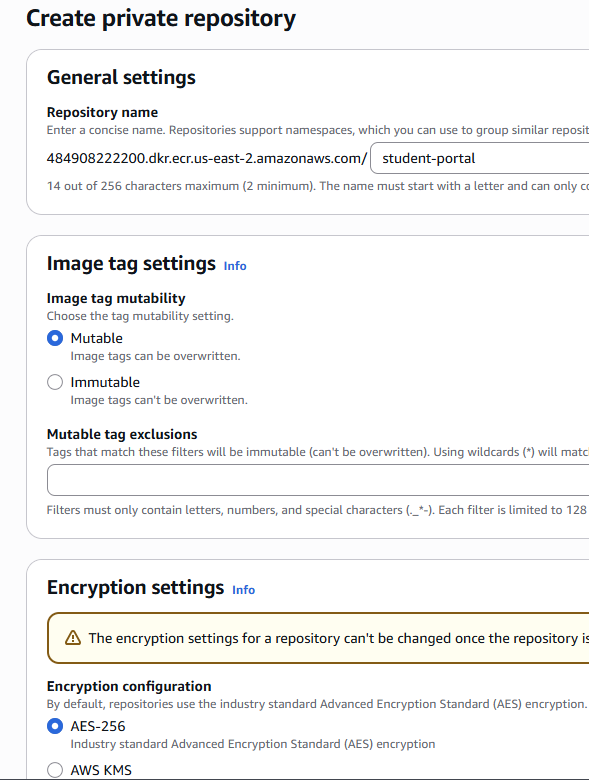 Create private repository
General settings
Repository name
Enter a concise name. Repositories support namespaces, which you can use to group similar reposit
484908222200.dkr.ecr.us-east-2.amazonaws.com/ student-portal
14 out of 256 characters maximum (2 minimum). The name must start with a letter and can only co
Image tag settings Info
Image tag mutability
Choose the tag mutability setting.
Mutable
Image tags can be overwritten.
Immutable
Image tags can't be overwritten.
Mutable tag exclusions
Tags that match these filters will be immutable (can't be overwritten). Using wildcards (*) will matc
Filters must only contain letters, numbers, and special characters (._*-). Each filter is limited to 128
Encryption settings Info
The encryption settings for a repository can't be changed once the repository is
Encryption configuration
By default, repositories use the industry standard Advanced Encryption Standard (AES) encryption.
AES-256
Industry standard Advanced Encryption Standard (AES) encryption
AWS KMS